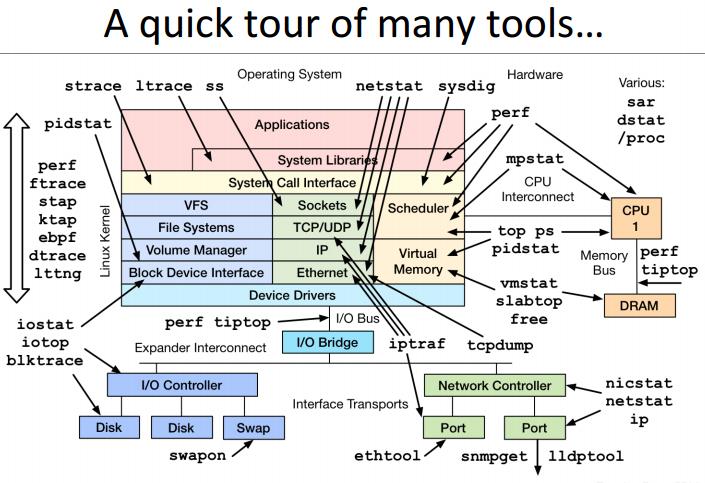 A quick tour of many tools…
Operating System
Hardware
Various:
sar
dstat
/proc
strace ltrace ss
netstat sysdig
perf
pidstat
mpstat
perf
ftrace
stap
ktap
ebpf
dtrace
lttng
Linux Kernel
Applications
System Libraries
System Call Interface
VFS
Sockets
Scheduler
File Systems
TCP/UDP
Volume Manager
IP
Virtual
Memory
Block Device Interface
Ethernet
Device Drivers
CPU
Interconnect
CPU
1
top ps
pidstat
Memory
Bus
perf
tiptop
vmstat
slabtop
free
DRAM
iostat
iotop
blktrace
perf tiptop
I/O Bus
I/O Bridge
iptraf
tcpdump
Expander Interconnect
I/O Controller
Network Controller
nicstat
netstat
ip
Interface Transports
Disk
Disk
Swap
Port
Port
swapon
ethtool
snmpget
lldptool